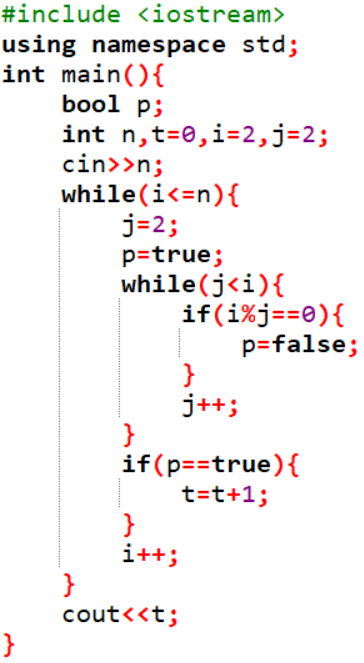 #include <iostream>
using namespace std;
int main(){
    bool p;
    int n,t=0,i=2,j=2;
    cin>>n;
    while(i<=n){
        j=2;
        p=true;
        while(j<i){
            if(i%j==0){
                p=false;
            }
            j++;
        }
        if(p==true){
            t=t+1;
        }
        i++;
    }
    cout<<t;
}